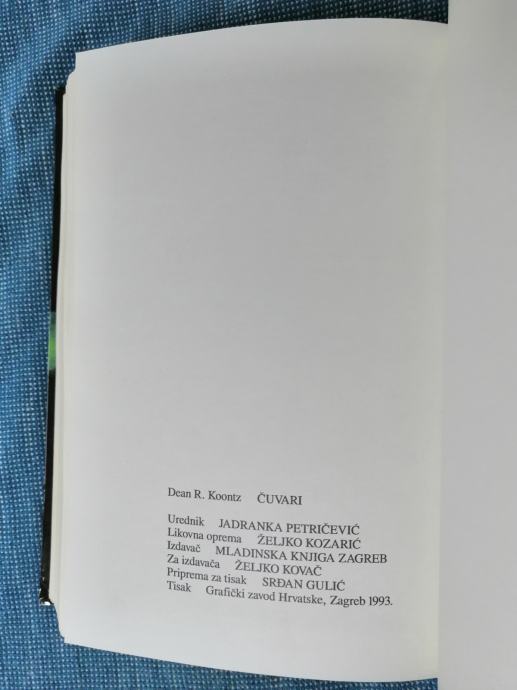 Dean R. Koontz ČUVARI
Urednik JADRANKA PETRIČEVIĆ
Likovna oprema ŽELJKO KOZARIĆ
Izdavač MLADINSKA KNJIGA ZAGREB
Za izdavača ŽELJKO KOVAČ
Priprema za tisak SRĐAN GULIĆ
Tisak Grafički zavod Hrvatske, Zagreb 1993.